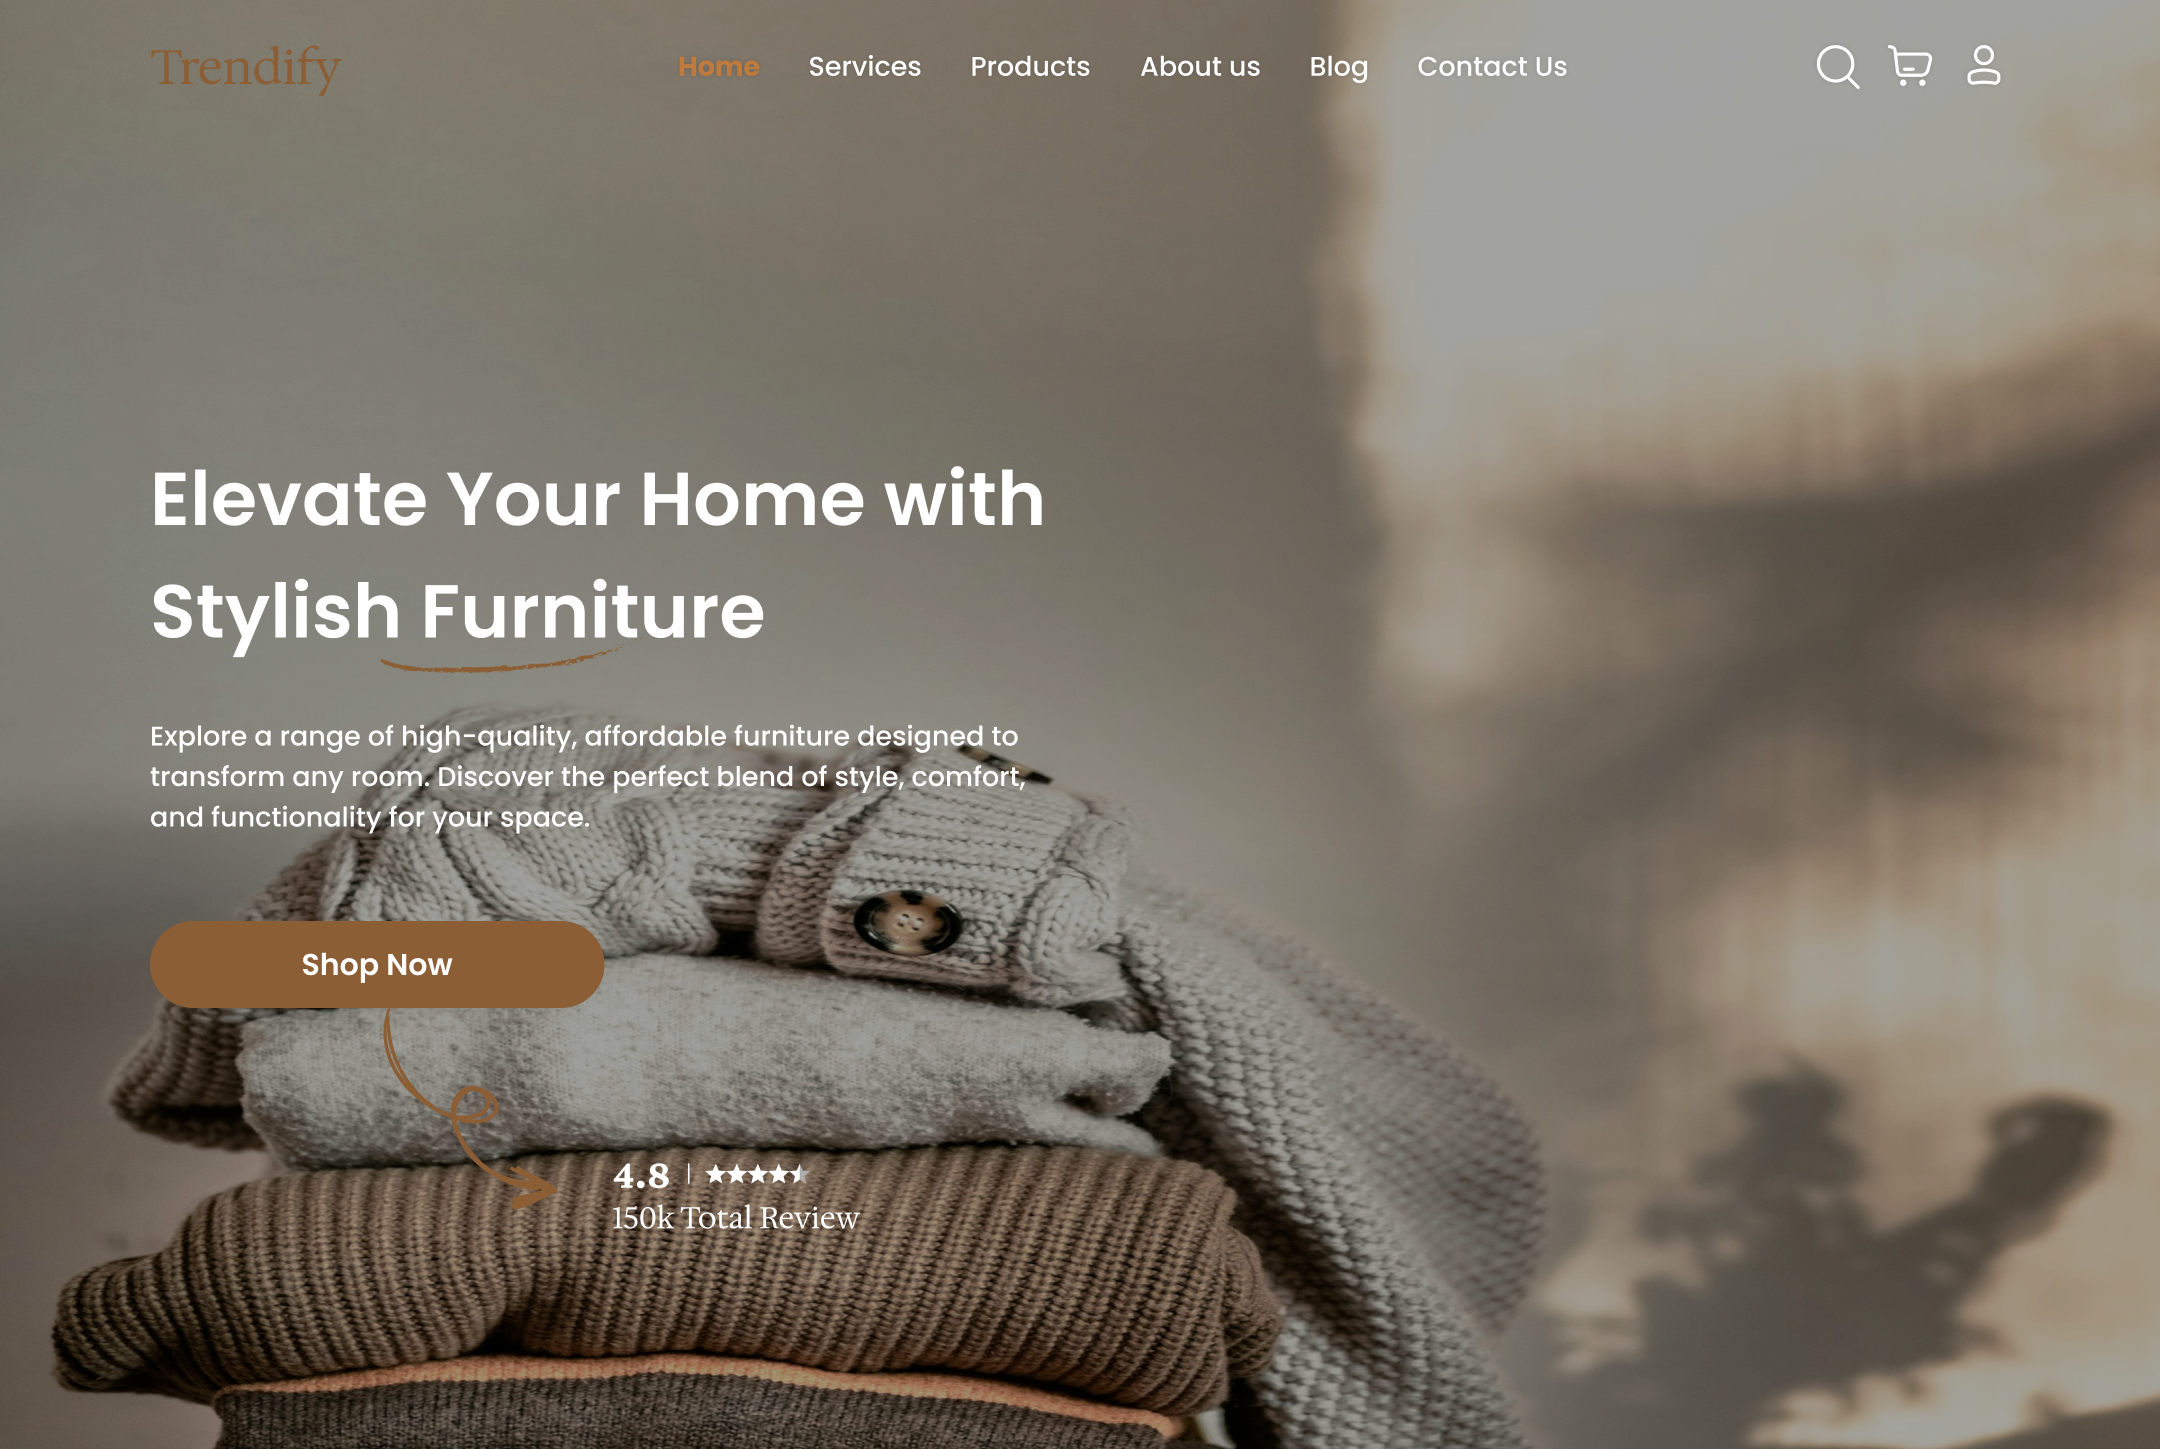 Trendify
Home Services Products About us Blog Contact Us
Elevate Your Home with
Stylish Furniture
Explore a range of high-quality, affordable furniture designed to
transform any room. Discover the perfect blend of style, comfort,
and functionality for your space.
Shop Now
4.8 | ★★★★⯨
150k Total Review